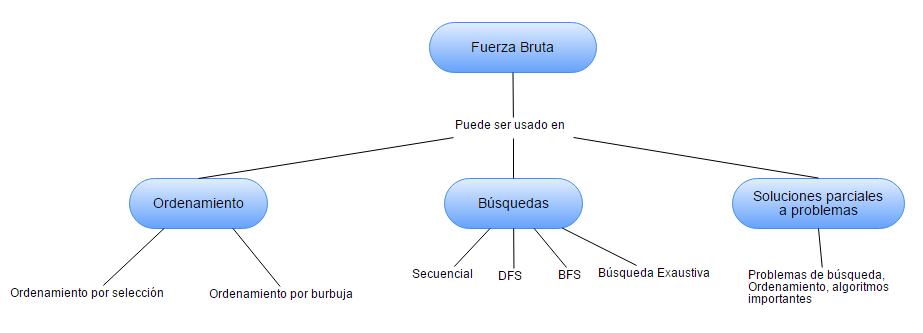 Fuerza Bruta
Puede ser usado en
Ordenamiento
Búsquedas
Soluciones parciales
a problemas
Ordenamiento por selección
Ordenamiento por burbuja
Secuencial
DFS
BFS
Búsqueda Exaustiva
Problemas de búsqueda,
Ordenamiento, algoritmos
importantes